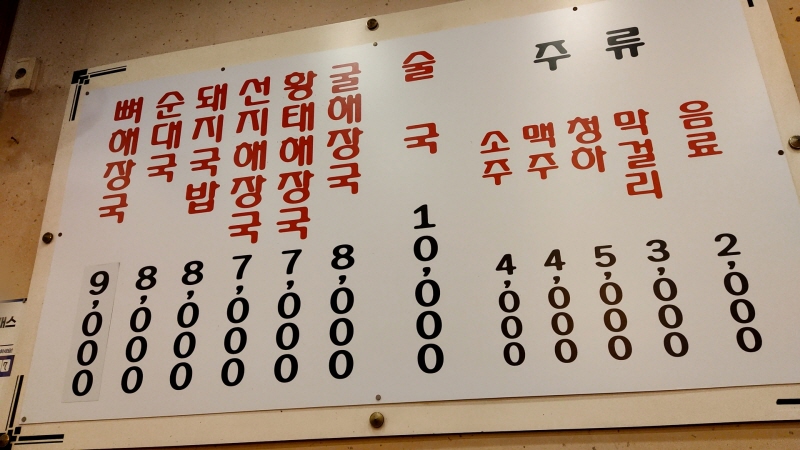 뼈해장국 9,000
순대국 8,000
돼지국밥 8,000
선지해장국 7,000
황태해장국 7,000
굴해장국 8,000
술국 10,000
주류
소주 4,000
맥주 4,000
청하 5,000
막걸리 3,000
음료 2,000